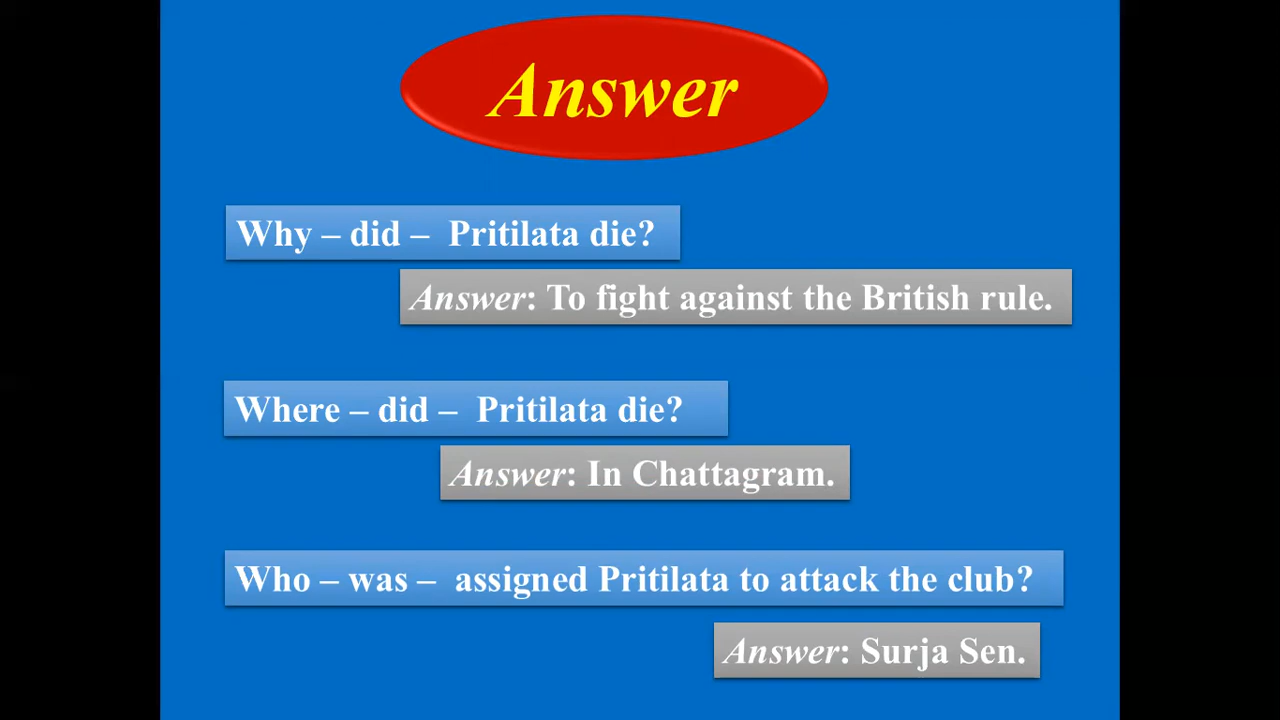 Answer
Why – did – Pritilata die?
Answer: To fight against the British rule.
Where – did – Pritilata die?
Answer: In Chattagram.
Who – was – assigned Pritilata to attack the club?
Answer: Surja Sen.